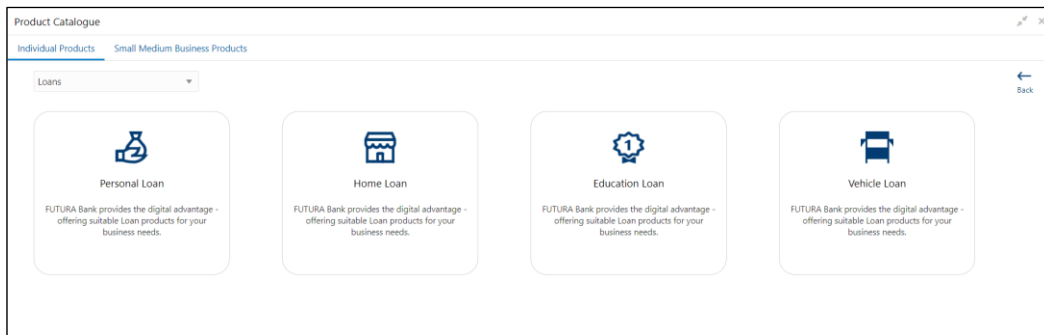 Product Catalogue
Individual Products Small Medium Business Products
Loans
Back
1
Personal Loan
FUTURA Bank provides the digital advantage -
offering suitable Loan products for your
business needs.
Home Loan
FUTURA Bank provides the digital advantage -
offering suitable Loan products for your
business needs.
Education Loan
FUTURA Bank provides the digital advantage -
offering suitable Loan products for your
business needs.
Vehicle Loan
FUTURA Bank provides the digital advantage -
offering suitable Loan products for your
business needs.